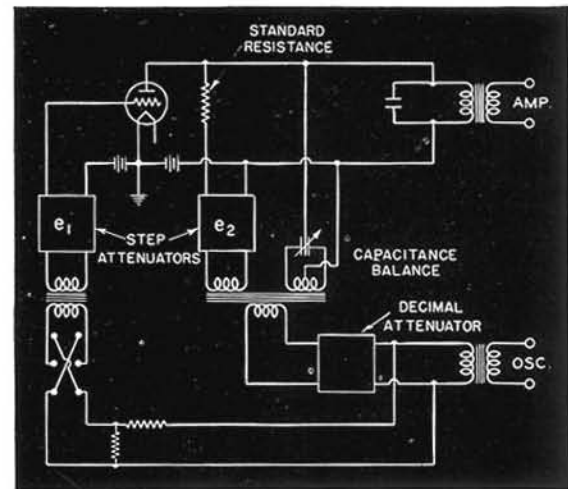 STANDARD
RESISTANCE
AMP.
e1
STEP
ATTENUATORS
e2
CAPACITANCE
BALANCE
DECIMAL
ATTENUATOR
OSC.